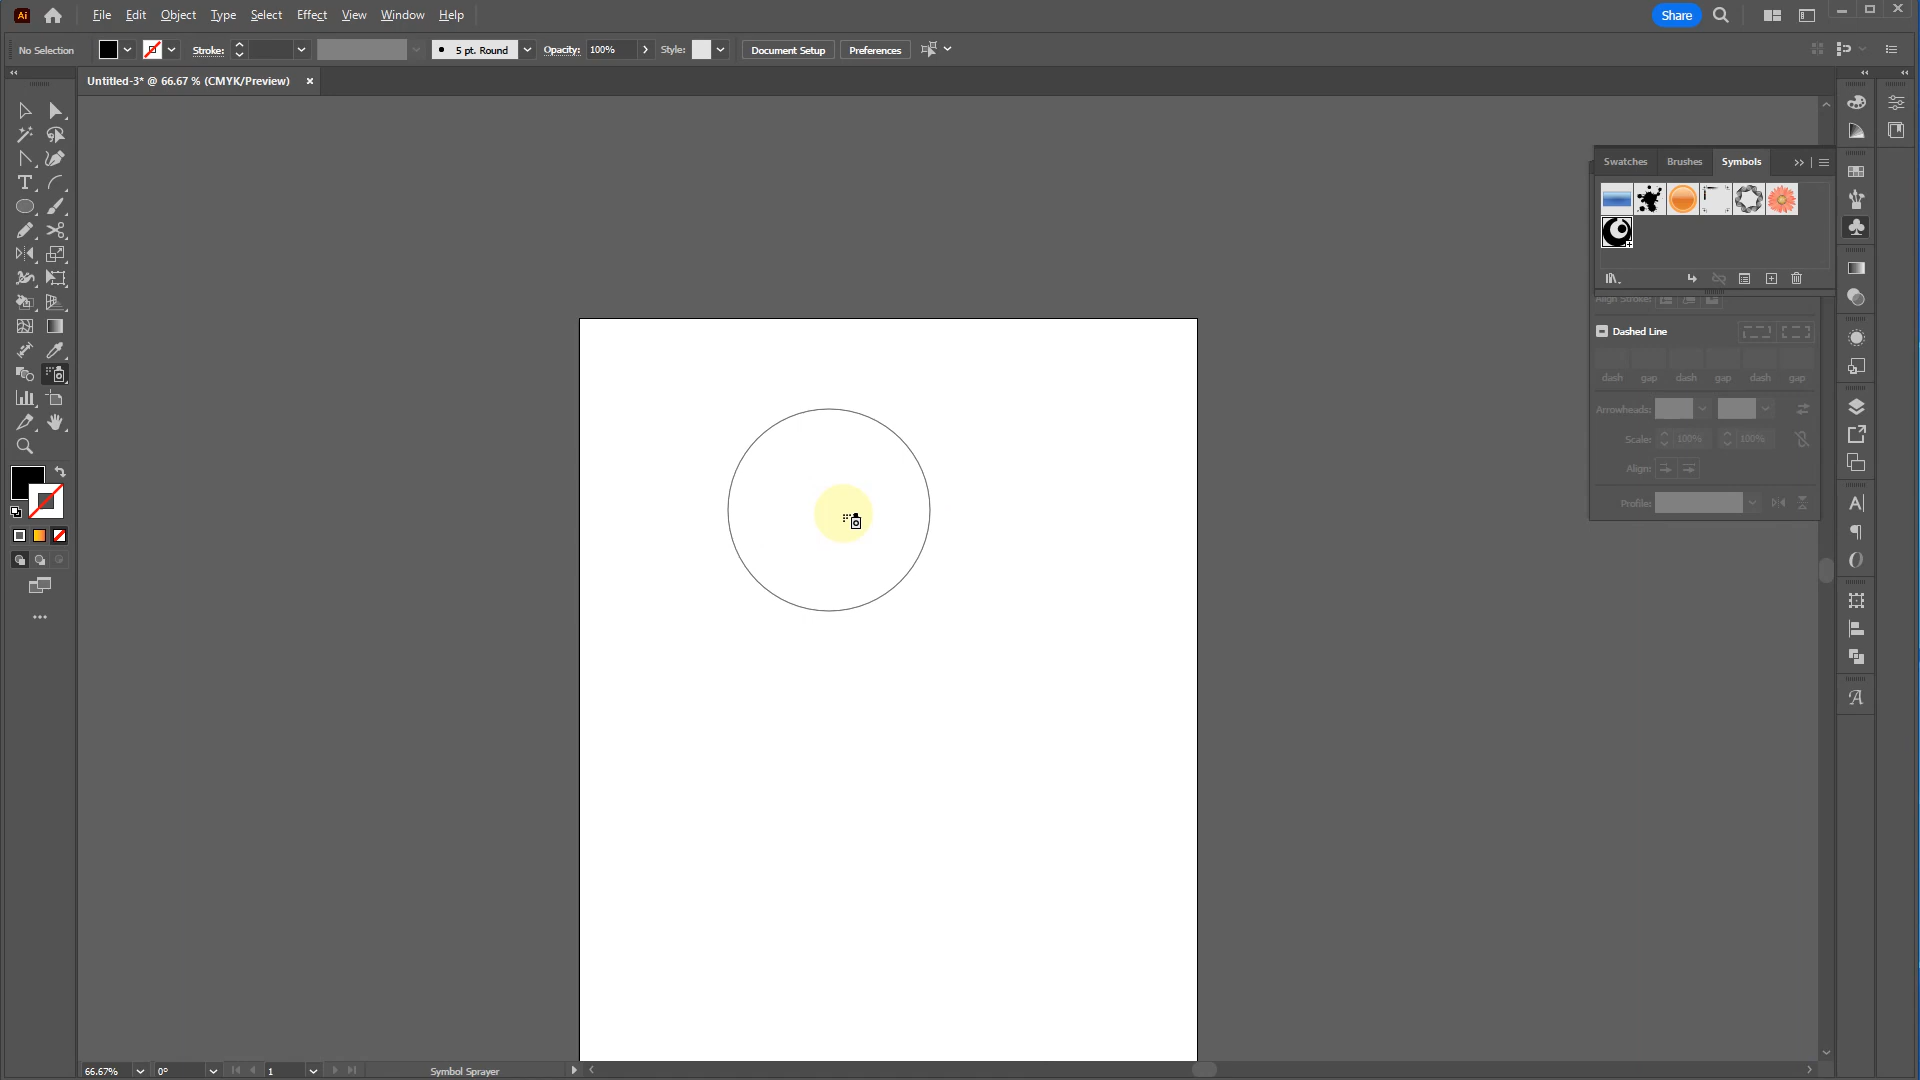 Ai File Edit Object Type Select Effect View Window Help Share
No Selection Stroke: 5 pt. Round Opacity: 100% Style: Document Setup Preferences
Untitled-3* @ 66.67 % (CMYK/Preview) ×
Swatches Brushes Symbols
Align Stroke:
Dashed Line
dash gap dash gap dash gap
Arrowheads:
Scale: 100% 100%
Align:
Profile:
66.67% 0° 1 Symbol Sprayer